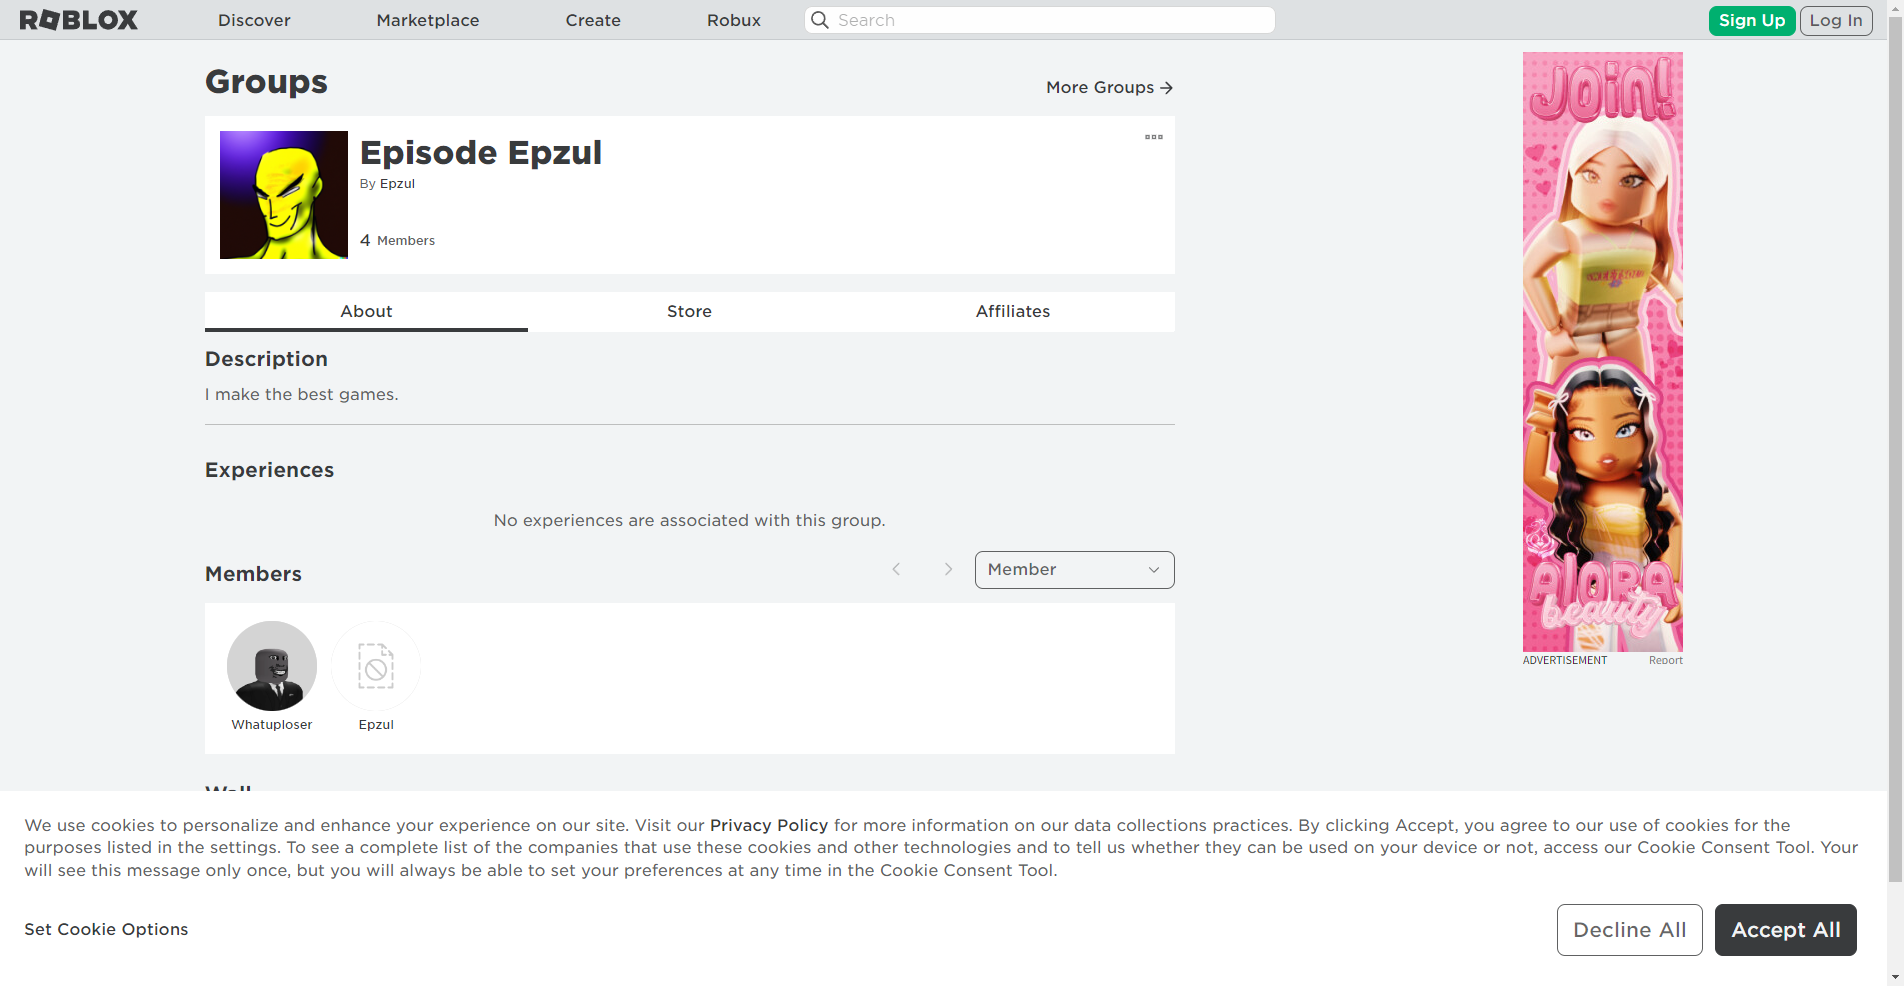 ROBLOX
Discover
Marketplace
Create
Robux
Search
Sign Up
Log In
Groups
More Groups
Episode Epzul
By Epzul
4 Members
About
Store
Affiliates
Description
I make the best games.
Experiences
No experiences are associated with this group.
Members
Member
Whatuploser
Epzul
Wall
JOIN!
AlORA
beauty
ADVERTISEMENT
Report
We use cookies to personalize and enhance your experience on our site. Visit our Privacy Policy for more information on our data collections practices. By clicking Accept, you agree to our use of cookies for the
purposes listed in the settings. To see a complete list of the companies that use these cookies and other technologies and to tell us whether they can be used on your device or not, access our Cookie Consent Tool. Your
will see this message only once, but you will always be able to set your preferences at any time in the Cookie Consent Tool.
Set Cookie Options
Decline All
Accept All